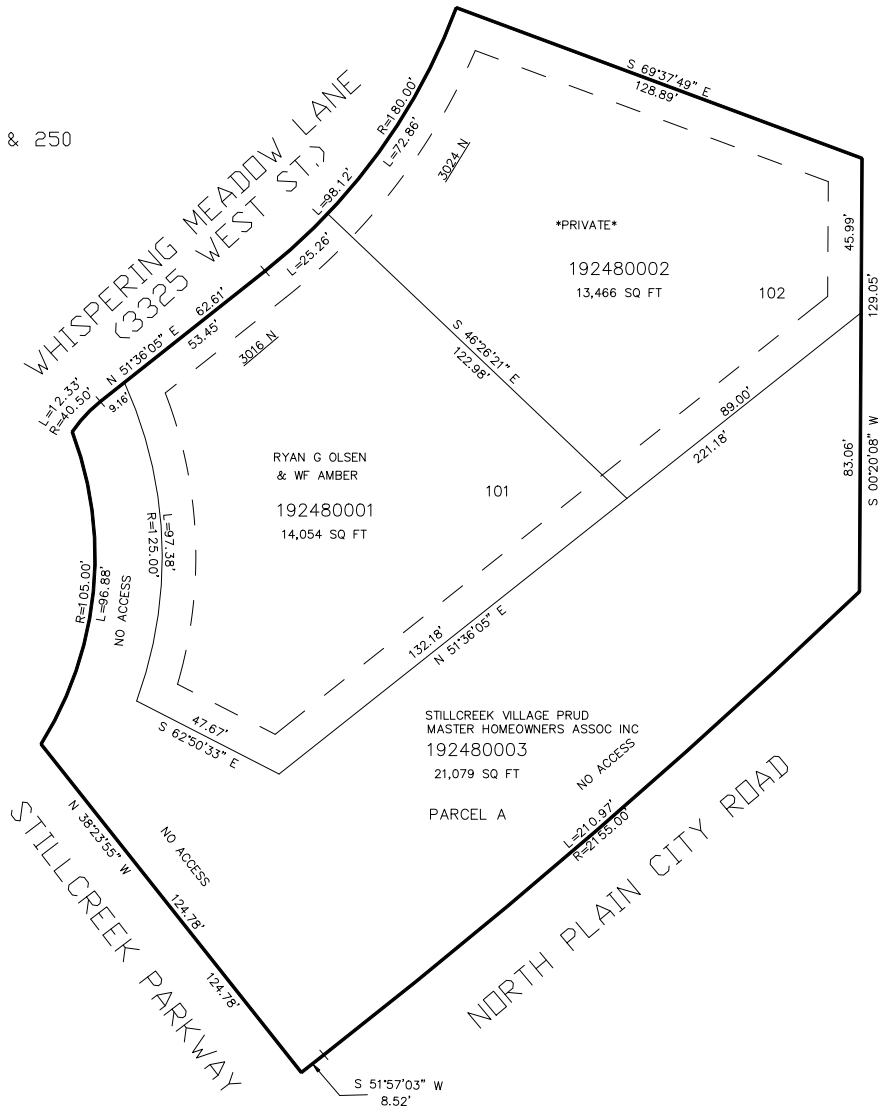 & 250
WHISPERING MEADOW LANE
(3325 WEST ST.)
S 69°37'49" E
128.89'
R=180.00'
L=72.86'
L=98.12'
L=25.26'
3024 N
*PRIVATE*
192480002
13,466 SQ FT
102
45.99'
129.05'
N 51°36'05" E
62.61'
53.45'
9.16'
3016 N
L=12.33'
R=40.50'
S 46°26'21" E
122.98'
89.00'
221.18'
83.06'
S 00°20'08" W
RYAN G OLSEN
& WF AMBER
192480001
14,054 SQ FT
101
L=97.38'
R=125.00'
R=105.00'
L=96.88'
NO ACCESS
132.18'
N 51°36'05" E
47.67'
S 62°50'33" E
STILLCREEK VILLAGE PRUD
MASTER HOMEOWNERS ASSOC INC
192480003
21,079 SQ FT
PARCEL A
NO ACCESS
L=210.97'
R=2155.00'
NORTH PLAIN CITY ROAD
N 38°23'55" W
NO ACCESS
124.78'
124.78'
STILLCREEK PARKWAY
S 51°57'03" W
8.52'